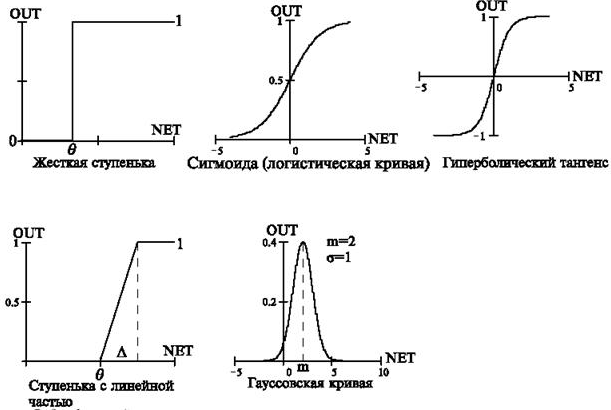 OUT
1
0
θ
NET
Жесткая ступенька
OUT
1
0.5
-5
0
5
NET
Сигмоида (логистическая кривая)
OUT
1
-5
0
5
NET
-1
Гиперболический тангенс
OUT
1
1
0.5
Δ
NET
θ
Ступенька с линейной
частью
OUT
0.4
m=2
σ=1
0.2
-5
0
m
5
10
NET
Гауссовская кривая